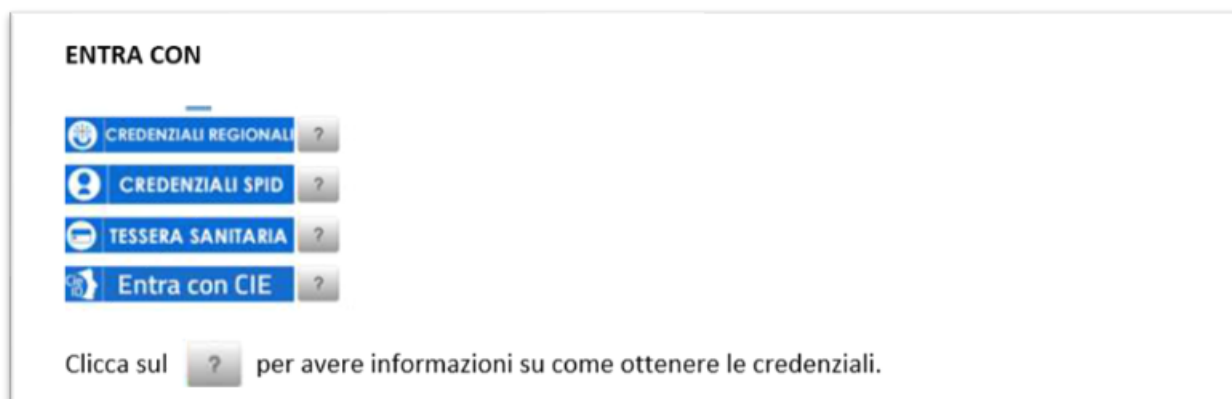 ENTRA CON
CREDENZIALI REGIONALI ?
CREDENZIALI SPID ?
TESSERA SANITARIA ?
Entra con CIE ?
Clicca sul ? per avere informazioni su come ottenere le credenziali.